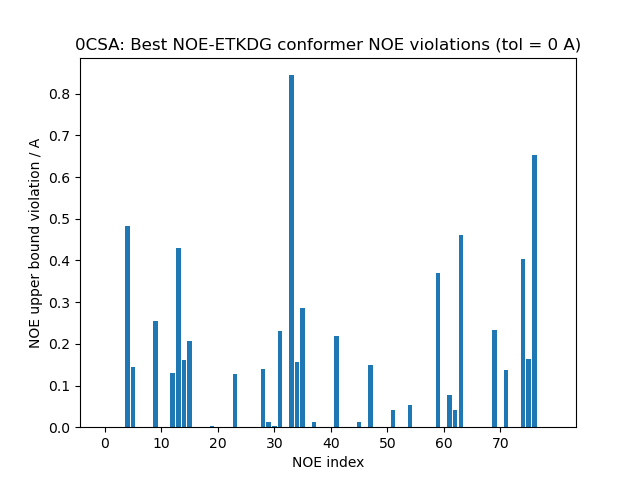 0CSA: Best NOE-ETKDG conformer NOE violations (tol = 0 A)
0.8
0.7
0.6
0.5
0.4
0.3
0.2
0.1
0.0
NOE upper bound violation / A
0 10 20 30 40 50 60 70
NOE index